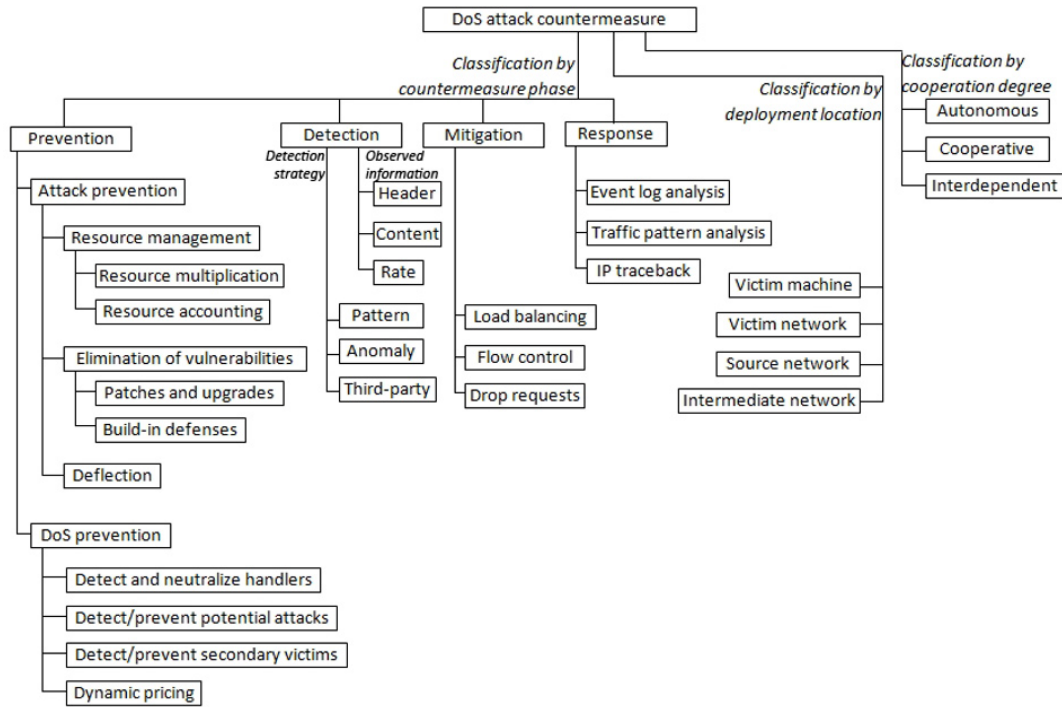 DoS attack countermeasure
Classification by
countermeasure phase
Classification by
deployment location
Classification by
cooperation degree
Prevention
Detection
Mitigation
Response
Autonomous
Cooperative
Interdependent
Detection
strategy
Observed
information
Attack prevention
Resource management
Resource multiplication
Resource accounting
Elimination of vulnerabilities
Patches and upgrades
Build-in defenses
Deflection
DoS prevention
Detect and neutralize handlers
Detect/prevent potential attacks
Detect/prevent secondary victims
Dynamic pricing
Header
Content
Rate
Pattern
Anomaly
Third-party
Load balancing
Flow control
Drop requests
Event log analysis
Traffic pattern analysis
IP traceback
Victim machine
Victim network
Source network
Intermediate network